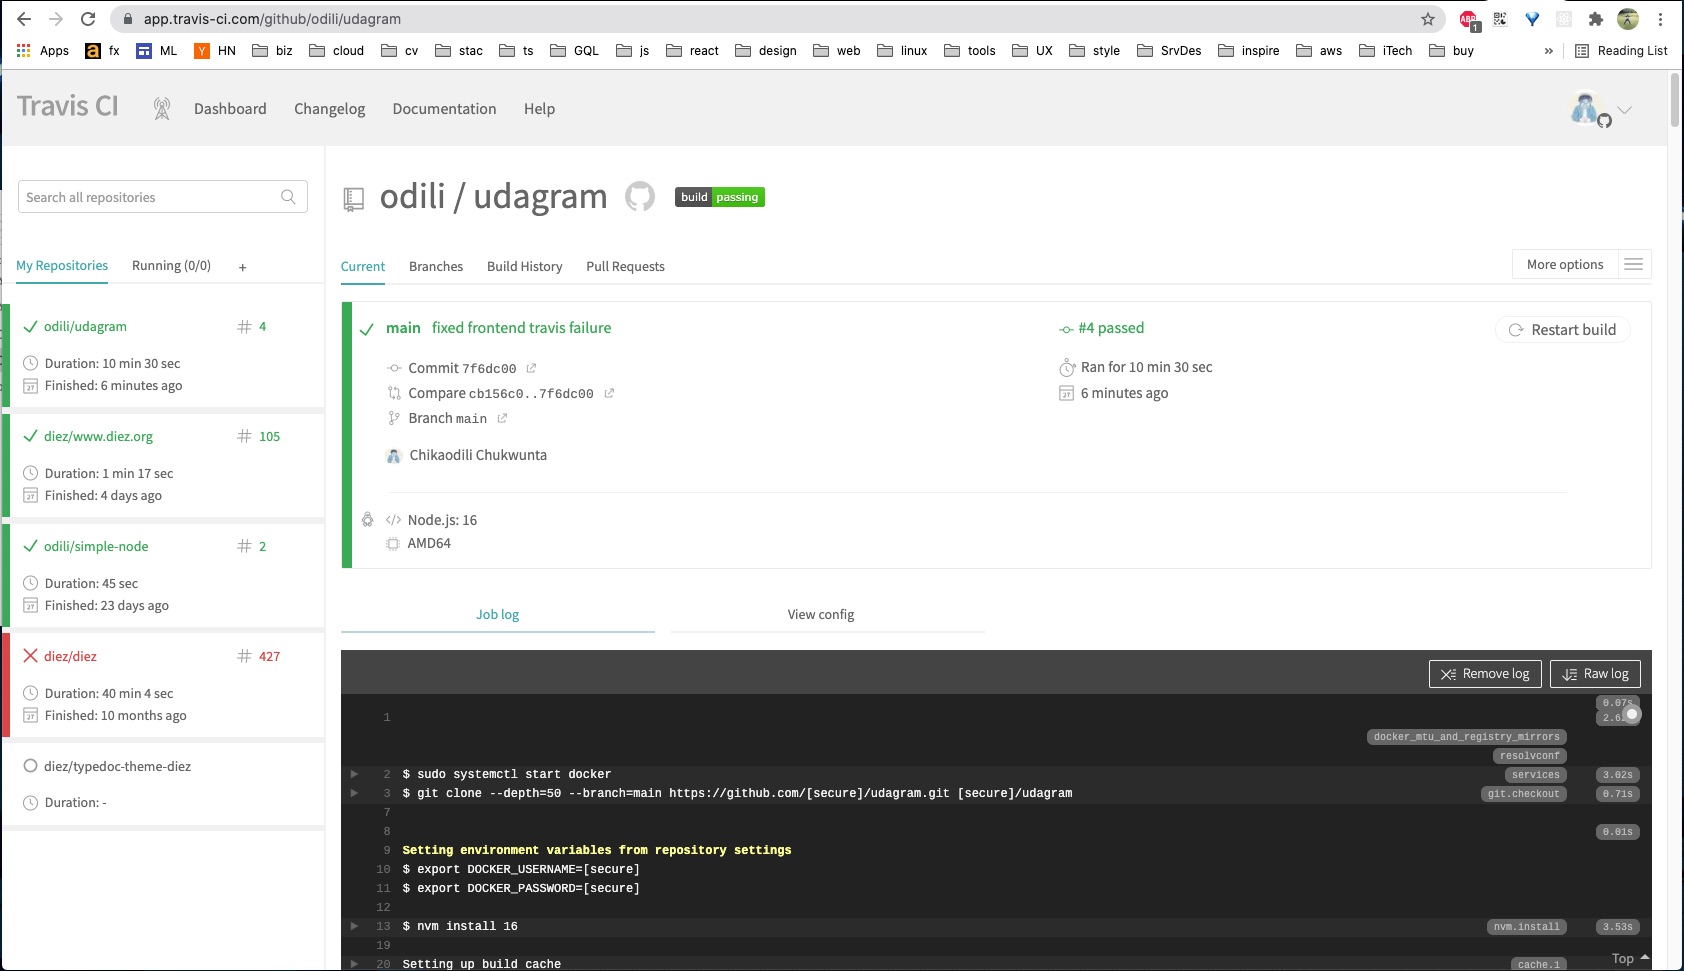 app.travis-ci.com/github/odili/udagram
ABP 1
Apps a fx ML Y HN biz cloud cv stac ts GQL js react design web linux tools UX style SrvDes inspire aws iTech buy » Reading List
Travis CI Dashboard Changelog Documentation Help
Search all repositories
odili / udagram build passing
My Repositories Running (0/0) +
Current Branches Build History Pull Requests More options
odili/udagram # 4
Duration: 10 min 30 sec
Finished: 6 minutes ago
diez/www.diez.org # 105
Duration: 1 min 17 sec
Finished: 4 days ago
odili/simple-node # 2
Duration: 45 sec
Finished: 23 days ago
diez/diez # 427
Duration: 40 min 4 sec
Finished: 10 months ago
diez/typedoc-theme-diez
Duration: -
main fixed frontend travis failure
#4 passed
Restart build
Commit 7f6dc00
Ran for 10 min 30 sec
Compare cb156c0..7f6dc00
6 minutes ago
Branch main
Chikaodili Chukwunta
</> Node.js: 16
AMD64
Job log View config
Remove log Raw log
0.07s
1
docker_mtu_and_registry_mirrors
resolvconf
2 $ sudo systemctl start docker services 3.02s
3 $ git clone --depth=50 --branch=main https://github.com/[secure]/udagram.git [secure]/udagram git.checkout 0.71s
7
8 0.01s
9 Setting environment variables from repository settings
10 $ export DOCKER_USERNAME=[secure]
11 $ export DOCKER_PASSWORD=[secure]
12
13 $ nvm install 16 nvm.install 3.53s
19
20 Setting up build cache cache.1
Top